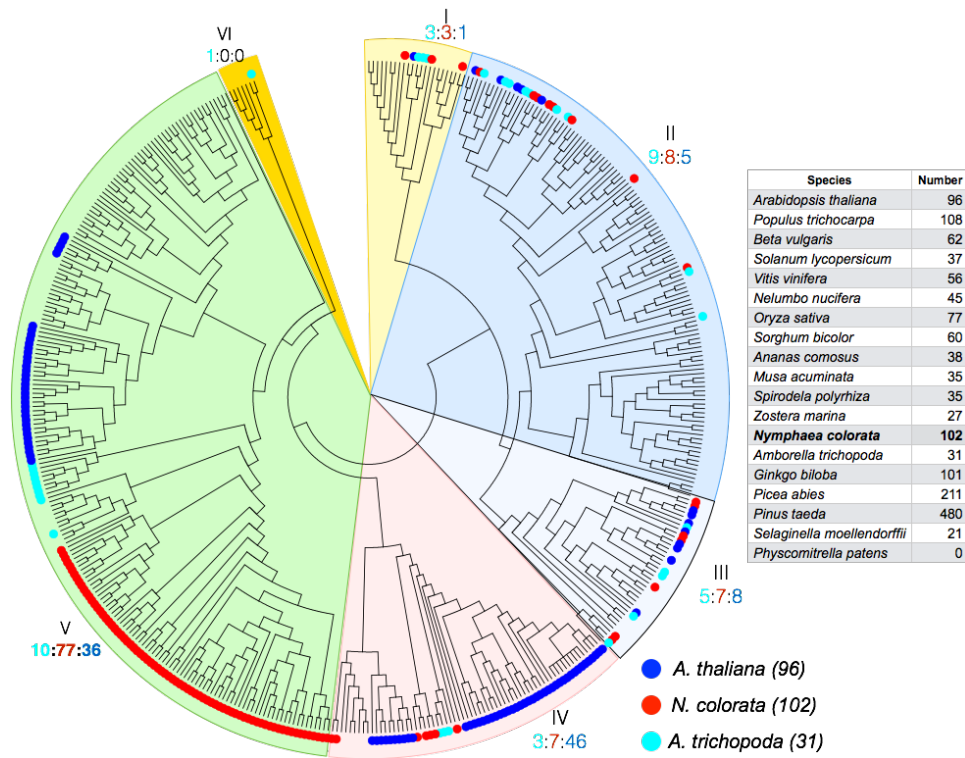 VI
1:0:0
I
3:3:1
II
9:8:5
III
5:7:8
IV
3:7:46
V
10:77:36
A. thaliana (96)
N. colorata (102)
A. trichopoda (31)
Species Number
Arabidopsis thaliana 96
Populus trichocarpa 108
Beta vulgaris 62
Solanum lycopersicum 37
Vitis vinifera 56
Nelumbo nucifera 45
Oryza sativa 77
Sorghum bicolor 60
Ananas comosus 38
Musa acuminata 35
Spirodela polyrhiza 35
Zostera marina 27
Nymphaea colorata 102
Amborella trichopoda 31
Ginkgo biloba 101
Picea abies 211
Pinus taeda 480
Selaginella moellendorffii 21
Physcomitrella patens 0